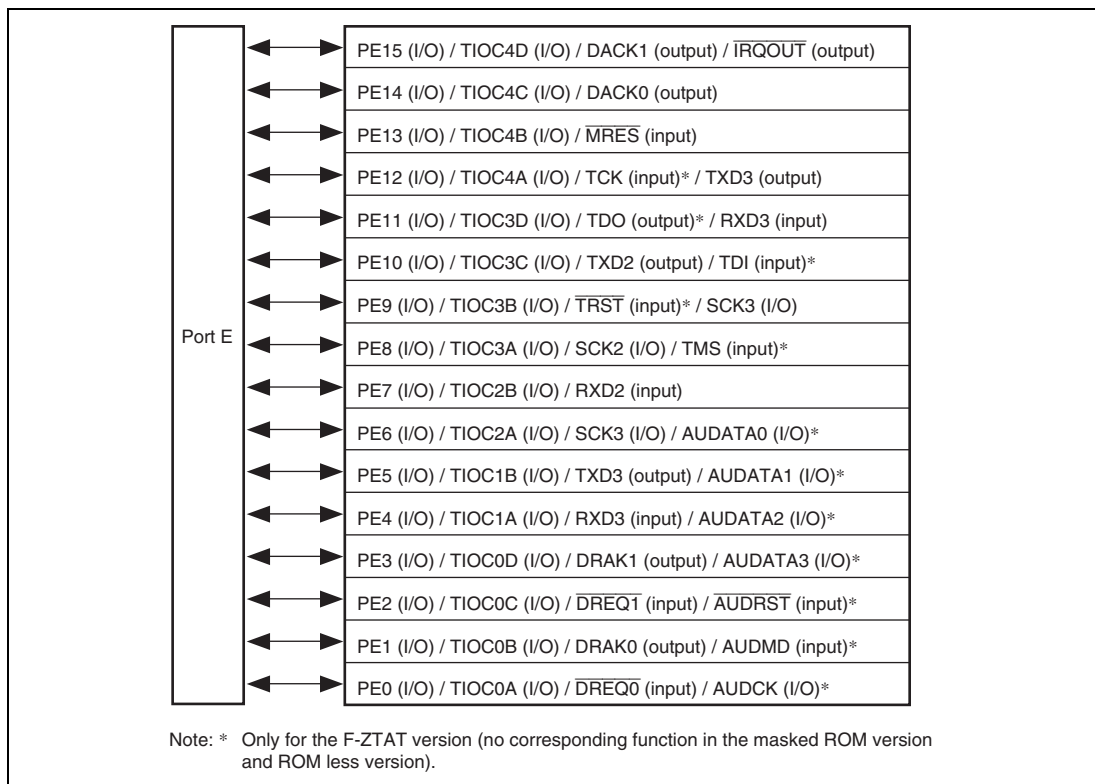 PE15 (I/O) / TIOC4D (I/O) / DACK1 (output) / IRQOUT (output)
PE14 (I/O) / TIOC4C (I/O) / DACK0 (output)
PE13 (I/O) / TIOC4B (I/O) / MRES (input)
PE12 (I/O) / TIOC4A (I/O) / TCK (input)* / TXD3 (output)
PE11 (I/O) / TIOC3D (I/O) / TDO (output)* / RXD3 (input)
PE10 (I/O) / TIOC3C (I/O) / TXD2 (output) / TDI (input)*
PE9 (I/O) / TIOC3B (I/O) / TRST (input)* / SCK3 (I/O)
Port E
PE8 (I/O) / TIOC3A (I/O) / SCK2 (I/O) / TMS (input)*
PE7 (I/O) / TIOC2B (I/O) / RXD2 (input)
PE6 (I/O) / TIOC2A (I/O) / SCK3 (I/O) / AUDATA0 (I/O)*
PE5 (I/O) / TIOC1B (I/O) / TXD3 (output) / AUDATA1 (I/O)*
PE4 (I/O) / TIOC1A (I/O) / RXD3 (input) / AUDATA2 (I/O)*
PE3 (I/O) / TIOC0D (I/O) / DRAK1 (output) / AUDATA3 (I/O)*
PE2 (I/O) / TIOC0C (I/O) / DREQ1 (input) / AUDRST (input)*
PE1 (I/O) / TIOC0B (I/O) / DRAK0 (output) / AUDMD (input)*
PE0 (I/O) / TIOC0A (I/O) / DREQ0 (input) / AUDCK (I/O)*
Note: * Only for the F-ZTAT version (no corresponding function in the masked ROM version
and ROM less version).